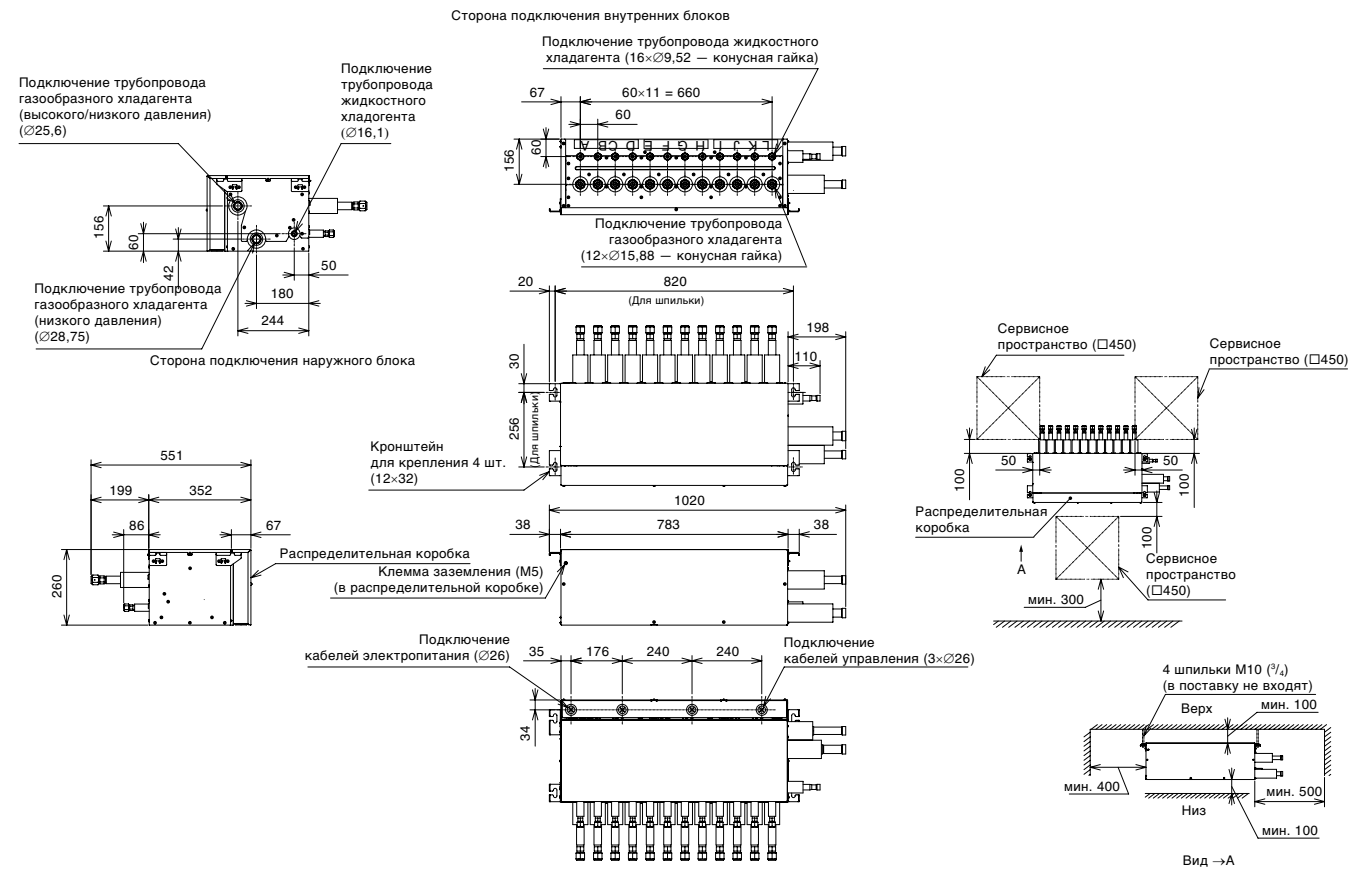 Сторона подключения внутренних блоков
Подключение трубопровода жидкостного
хладагента (16×∅9,52 — конусная гайка)
67
60×11 = 660
60
156
60
A B C D E F G H I J K L
Подключение трубопровода
газообразного хладагента
(12×∅15,88 — конусная гайка)
Подключение трубопровода
газообразного хладагента
(высокого/низкого давления)
(∅25,6)
Подключение
трубопровода
жидкостного
хладогента
(∅16,1)
156
60
42
50
180
244
Подключение трубопровода
газообразного хладагента
(низкого давления)
(∅28,75)
Сторона подключения наружного блока
20
820
(Для шпильки)
198
110
30
256
Для шпильки
Кронштейн
для крепления 4 шт.
(12×32)
Сервисное
пространство (□450)
Сервисное
пространство (□450)
100
50
50
100
Распределительная
коробка
100
A
Сервисное
пространство
(□450)
мин. 300
551
199
352
86
67
260
Распределительная коробка
1020
38
783
38
Клемма заземления (M5)
(в распределительной коробке)
Подключение
кабелей электропитания (∅26)
35
176
240
240
Подключение
кабелей управления (3×∅26)
34
4 шпильки M10 (³/₄)
(в поставку не входят)
Верх
мин. 100
мин. 400
мин. 500
Низ
мин. 100
Вид →A